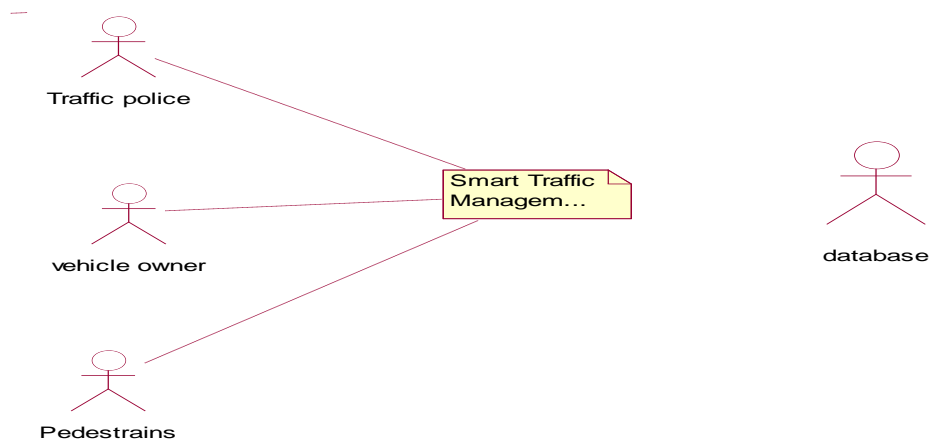 Traffic police
Smart Traffic
Managem...
vehicle owner
database
Pedestrains